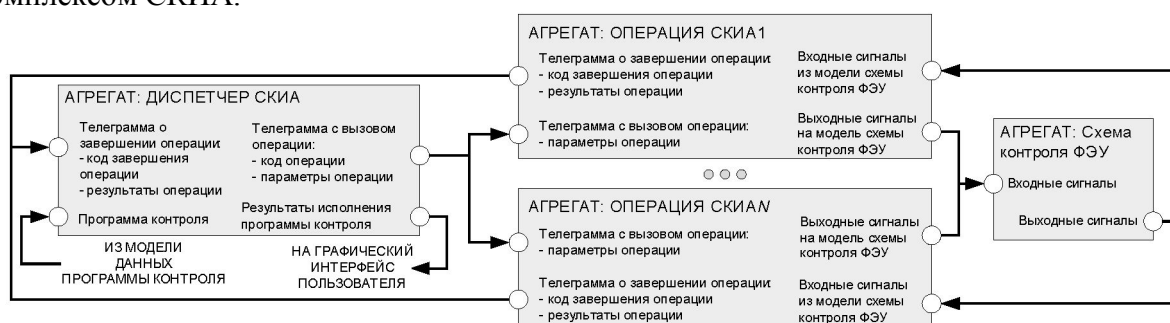 омплексом СКИА.
АГРЕГАТ: ОПЕРАЦИЯ СКИА1
Телеграмма о завершении операции:
- код завершения операции
- результаты операции
Входные сигналы
из модели схемы
контроля ФЭУ
Телеграмма с вызовом операции:
- параметры операции
Выходные сигналы
на модель схемы
контроля ФЭУ
АГРЕГАТ: ДИСПЕТЧЕР СКИА
Телеграмма о
завершении операции:
- код завершения
операции
- результаты операции
Телеграмма с вызовом
операции:
- код операции
- параметры операции
Программа контроля
Результаты исполнения
программы контроля
ИЗ МОДЕЛИ
ДАННЫХ
ПРОГРАММЫ КОНТРОЛЯ
НА ГРАФИЧЕСКИЙ
ИНТЕРФЕЙС
ПОЛЬЗОВАТЕЛЯ
АГРЕГАТ: ОПЕРАЦИЯ СКИАN
Телеграмма с вызовом операции:
- параметры операции
Выходные сигналы
на модель схемы
контроля ФЭУ
Телеграмма о завершении операции:
- код завершения операции
- результаты операции
Входные сигналы
из модели схемы
контроля ФЭУ
АГРЕГАТ: Схема
контроля ФЭУ
Входные сигналы
Выходные сигналы